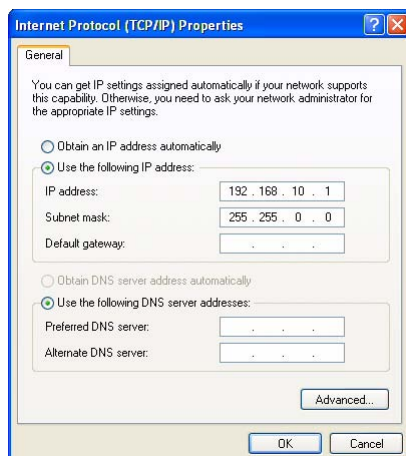 Internet Protocol (TCP/IP) Properties
General
You can get IP settings assigned automatically if your network supports
this capability. Otherwise, you need to ask your network administrator for
the appropriate IP settings.
Obtain an IP address automatically
Use the following IP address:
IP address: 192 . 168 . 10 . 1
Subnet mask: 255 . 255 . 0 . 0
Default gateway: . . .
Obtain DNS server address automatically
Use the following DNS server addresses:
Preferred DNS server: . . .
Alternate DNS server: . . .
Advanced...
OK Cancel